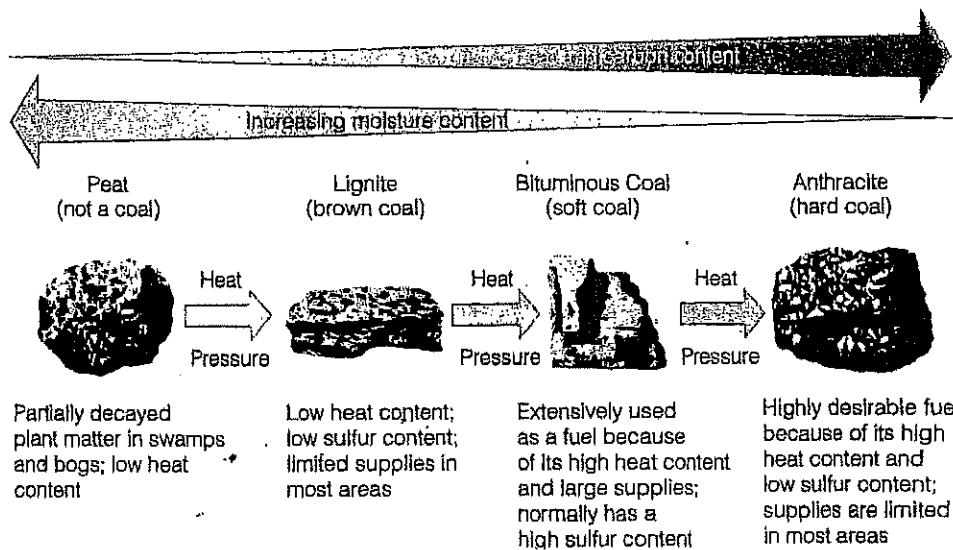 carbon content
Increasing moisture content
Peat
(not a coal)
Lignite
(brown coal)
Bituminous Coal
(soft coal)
Anthracite
(hard coal)
Heat
Pressure
Heat
Pressure
Heat
Pressure
Partially decayed
plant matter in swamps
and bogs; low heat
content
Low heat content;
low sulfur content;
limited supplies in
most areas
Extensively used
as a fuel because
of its high heat content
and large supplies;
normally has a
high sulfur content
Highly desirable fue
because of its high
heat content and
low sulfur content;
supplies are limited
in most areas